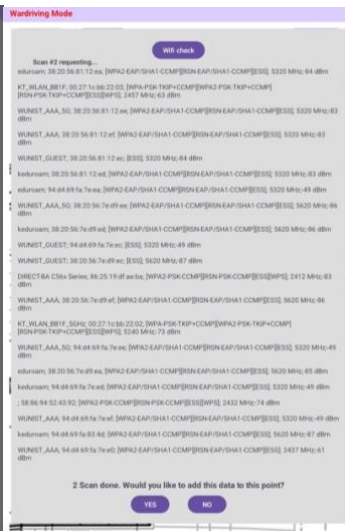 Wardriving Mode
Wifi check
Scan #2 requesting...
eduroam; 38:20:56:81:12:ea; [WPA2-EAP/SHA1-CCMP][RSN-EAP/SHA1-CCMP][ESS]; 5320 MHz;-84 dBm
KT_WLAN_BB1F; 00:27:1c:bb:22:03; [WPA-PSK-TKIP+CCMP][WPA2-PSK-TKIP+CCMP]
[RSN-PSK-TKIP+CCMP][ESS][WPS]; 2457 MHz;-63 dBm
WUNIST_AAA_5G; 38:20:56:81:12:ee; [WPA2-EAP/SHA1-CCMP][RSN-EAP/SHA1-CCMP][ESS]; 5320 MHz;-83
dBm
WUNIST_AAA; 38:20:56:81:12:ef; [WPA2-EAP/SHA1-CCMP][RSN-EAP/SHA1-CCMP][ESS]; 5320 MHz;-83
dBm
WUNIST_GUEST; 38:20:56:81:12:ec; [ESS]; 5320 MHz;-84 dBm
keduroam; 38:20:56:81:12:ed; [WPA2-EAP/SHA1-CCMP][RSN-EAP/SHA1-CCMP][ESS]; 5320 MHz;-83 dBm
eduroam; 94:d4:69:fa:7e:ea; [WPA2-EAP/SHA1-CCMP][RSN-EAP/SHA1-CCMP][ESS]; 5320 MHz;-49 dBm
WUNIST_AAA_5G; 38:20:56:7e:d9:ee; [WPA2-EAP/SHA1-CCMP][RSN-EAP/SHA1-CCMP][ESS]; 5620 MHz;-86
dBm
keduroam; 38:20:56:7e:d9:ed; [WPA2-EAP/SHA1-CCMP][RSN-EAP/SHA1-CCMP][ESS]; 5620 MHz;-86 dBm
WUNIST_GUEST; 94:d4:69:fa:7e:ec; [ESS]; 5320 MHz;-49 dBm
WUNIST_GUEST; 38:20:56:7e:d9:ec; [ESS]; 5620 MHz;-87 dBm
DIRECT-BA C56x Series; 86:25:19:df:ae:ba; [WPA2-PSK-CCMP][RSN-PSK-CCMP][ESS][WPS]; 2412 MHz;-83
dBm
WUNIST_AAA; 38:20:56:7e:d9:ef; [WPA2-EAP/SHA1-CCMP][RSN-EAP/SHA1-CCMP][ESS]; 5620 MHz;-86
dBm
KT_WLAN_BB1F_5GHz; 00:27:1c:bb:22:02; [WPA-PSK-TKIP+CCMP][WPA2-PSK-TKIP+CCMP]
[RSN-PSK-TKIP+CCMP][ESS][WPS]; 5240 MHz;-73 dBm
WUNIST_AAA_5G; 94:d4:69:fa:7e:ee; [WPA2-EAP/SHA1-CCMP][RSN-EAP/SHA1-CCMP][ESS]; 5320 MHz;-49
dBm
eduroam; 38:20:56:7e:d9:ea; [WPA2-EAP/SHA1-CCMP][RSN-EAP/SHA1-CCMP][ESS]; 5620 MHz;-85 dBm
keduroam; 94:d4:69:fa:7e:ed; [WPA2-EAP/SHA1-CCMP][RSN-EAP/SHA1-CCMP][ESS]; 5320 MHz;-49 dBm
; 58:86:94:52:43:92; [WPA2-PSK-CCMP][RSN-PSK-CCMP][ESS][WPS]; 2432 MHz;-74 dBm
WUNIST_AAA; 94:d4:69:fa:7e:ef; [WPA2-EAP/SHA1-CCMP][RSN-EAP/SHA1-CCMP][ESS]; 5320 MHz;-49 dBm
keduroam; 94:d4:69:fa:83:4d; [WPA2-EAP/SHA1-CCMP][RSN-EAP/SHA1-CCMP][ESS]; 5620 MHz;-87 dBm
WUNIST_AAA; 94:d4:69:fa:7e:e0; [WPA2-EAP/SHA1-CCMP][RSN-EAP/SHA1-CCMP][ESS]; 2437 MHz;-61
dBm
2 Scan done. Would you like to add this data to this point?
YES
NO